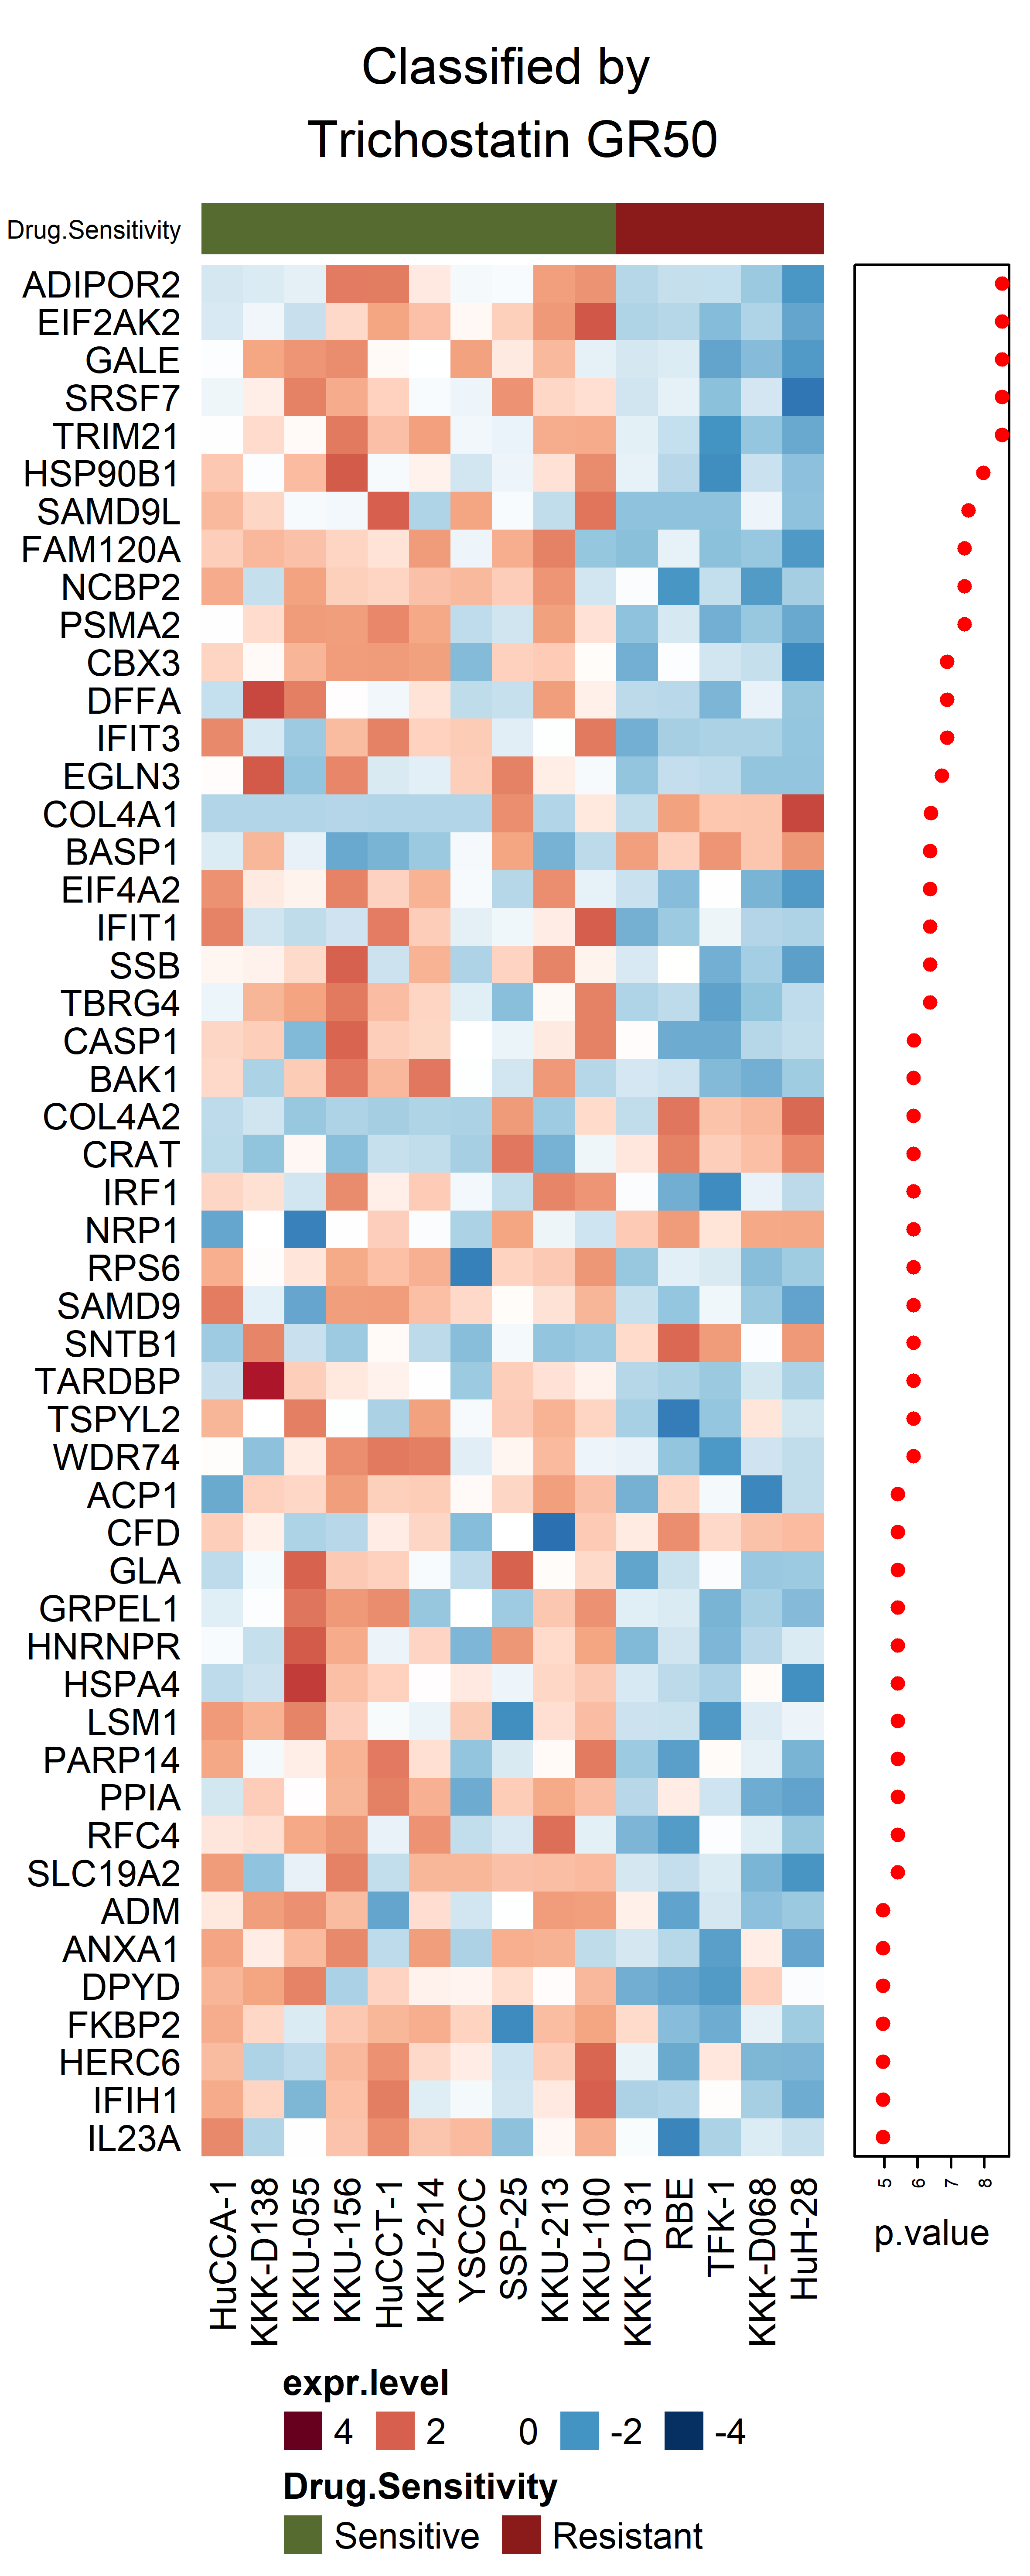 Classified by
Trichostatin GR50
Drug.Sensitivity
ADIPOR2
EIF2AK2
GALE
SRSF7
TRIM21
HSP90B1
SAMD9L
FAM120A
NCBP2
PSMA2
CBX3
DFFA
IFIT3
EGLN3
COL4A1
BASP1
EIF4A2
IFIT1
SSB
TBRG4
CASP1
BAK1
COL4A2
CRAT
IRF1
NRP1
RPS6
SAMD9
SNTB1
TARDBP
TSPYL2
WDR74
ACP1
CFD
GLA
GRPEL1
HNRNPR
HSPA4
LSM1
PARP14
PPIA
RFC4
SLC19A2
ADM
ANXA1
DPYD
FKBP2
HERC6
IFIH1
IL23A
HuCCA-1
KKK-D138
KKU-055
KKU-156
HuCCT-1
KKU-214
YSCCC
SSP-25
KKU-213
KKU-100
KKK-D131
RBE
TFK-1
KKK-D068
HuH-28
5 6 7 8
p.value
expr.level
4 2 0 -2 -4
Drug.Sensitivity
Sensitive Resistant